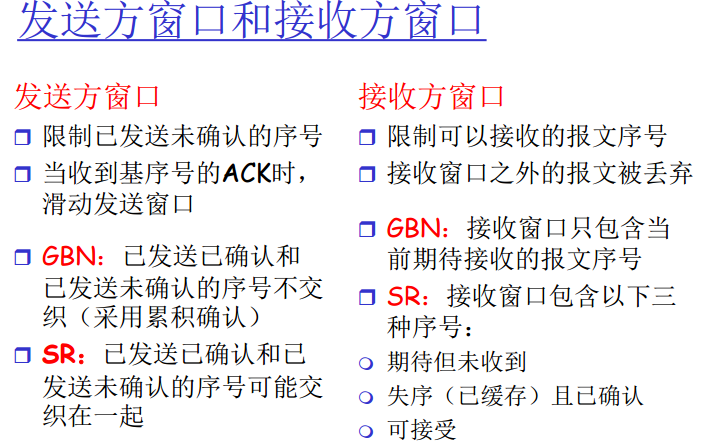 发送方窗口和接收方窗口
发送方窗口
限制已发送未确认的序号
当收到基序号的ACK时，
滑动发送窗口
GBN：已发送已确认和
已发送未确认的序号不交
织（采用累积确认）
SR：已发送已确认和已
发送未确认的序号可能交
织在一起
接收方窗口
限制可以接收的报文序号
接收窗口之外的报文被丢弃
GBN：接收窗口只包含当
前期待接收的报文序号
SR：接收窗口包含以下三
种序号：
期待但未收到
失序（已缓存）且已确认
可接受